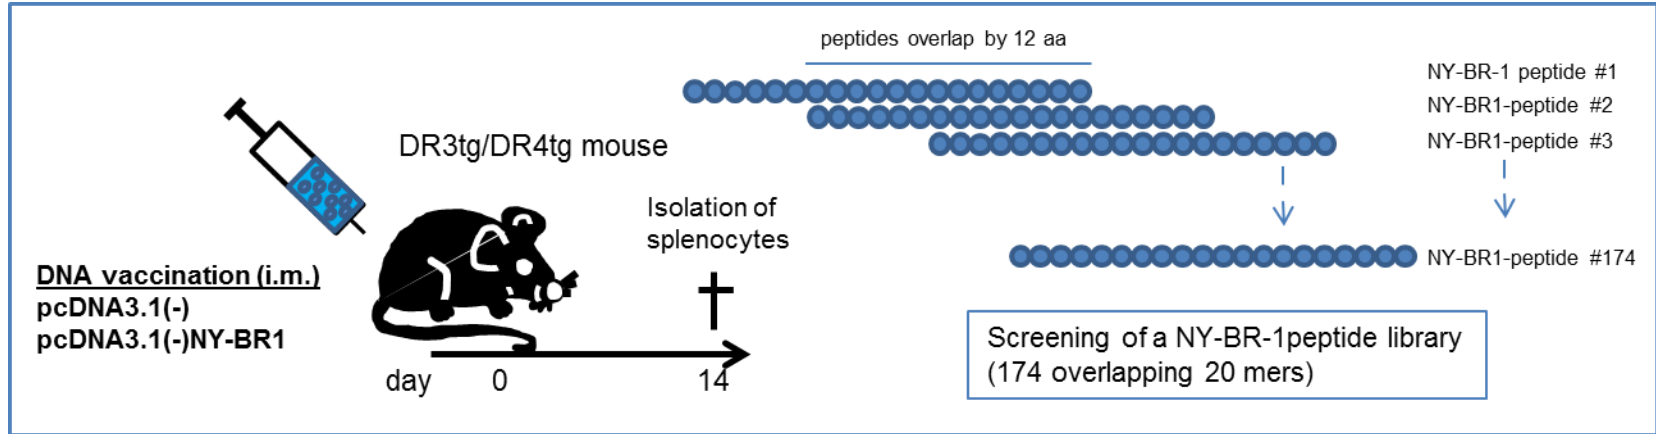 peptides overlap by 12 aa
NY-BR-1 peptide #1
NY-BR1-peptide #2
NY-BR1-peptide #3
DR3tg/DR4tg mouse
Isolation of
splenocytes
NY-BR1-peptide #174
DNA vaccination (i.m.)
pcDNA3.1(-)
pcDNA3.1(-)NY-BR1
day 0 14
Screening of a NY-BR-1peptide library
(174 overlapping 20 mers)